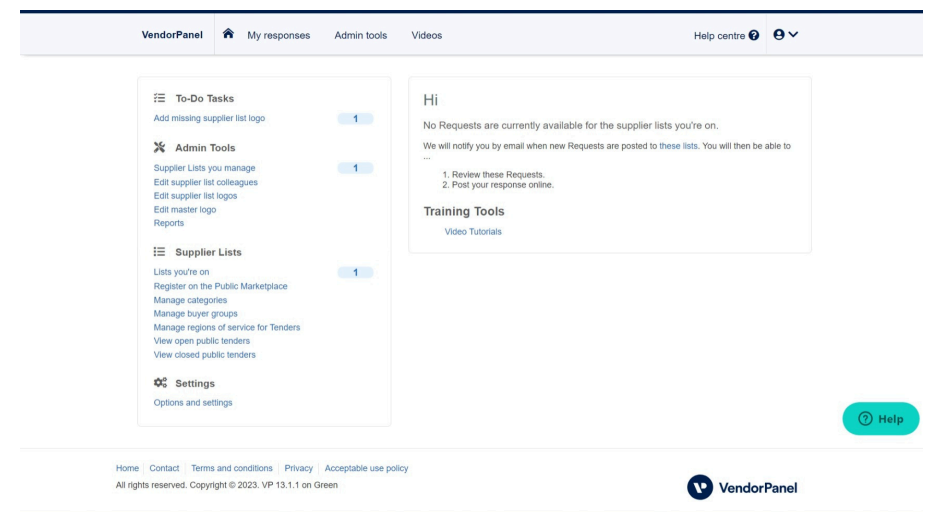 VendorPanel My responses Admin tools Videos Help centre
To-Do Tasks
Add missing supplier list logo 1
Admin Tools
Supplier Lists you manage 1
Edit supplier list colleagues
Edit supplier list logos
Edit master logo
Reports
Supplier Lists
Lists you're on 1
Register on the Public Marketplace
Manage categories
Manage buyer groups
Manage regions of service for Tenders
View open public tenders
View closed public tenders
Settings
Options and settings
Hi
No Requests are currently available for the supplier lists you're on.
We will notify you by email when new Requests are posted to these lists. You will then be able to
...
1. Review these Requests.
2. Post your response online.
Training Tools
Video Tutorials
Help
Home Contact Terms and conditions Privacy Acceptable use policy
All rights reserved. Copyright © 2023. VP 13.1.1 on Green
VendorPanel